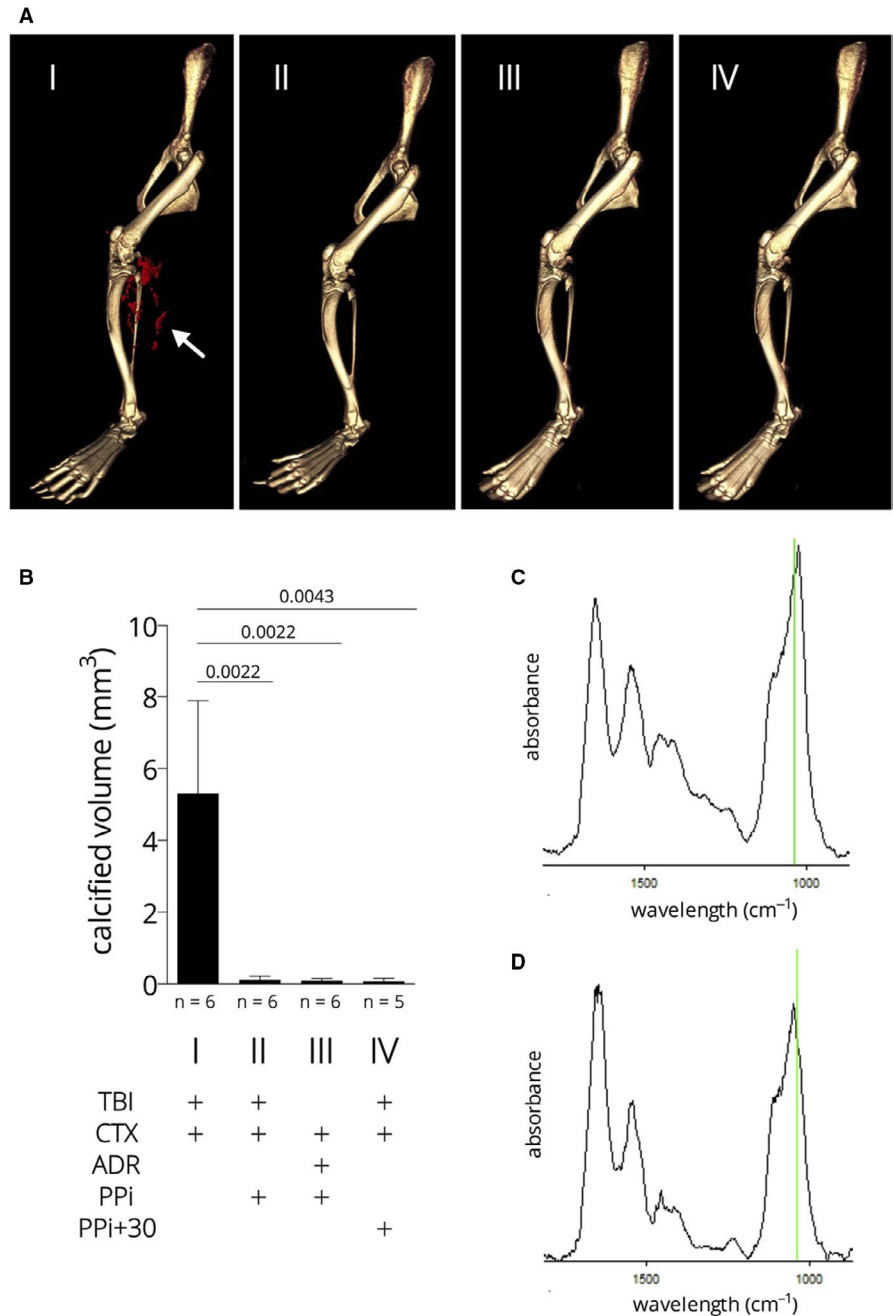 A
I II III IV
B
0.0043
0.0022
0.0022
calcified volume (mm³)
10
8
6
4
2
0
n = 6 n = 6 n = 6 n = 5
I II III IV
TBI + + +
CTX + + + +
ADR +
PPi + +
PPi+30 +
C
absorbance
1500 1000
wavelength (cm⁻¹)
D
absorbance
1500 1000
wavelength (cm⁻¹)